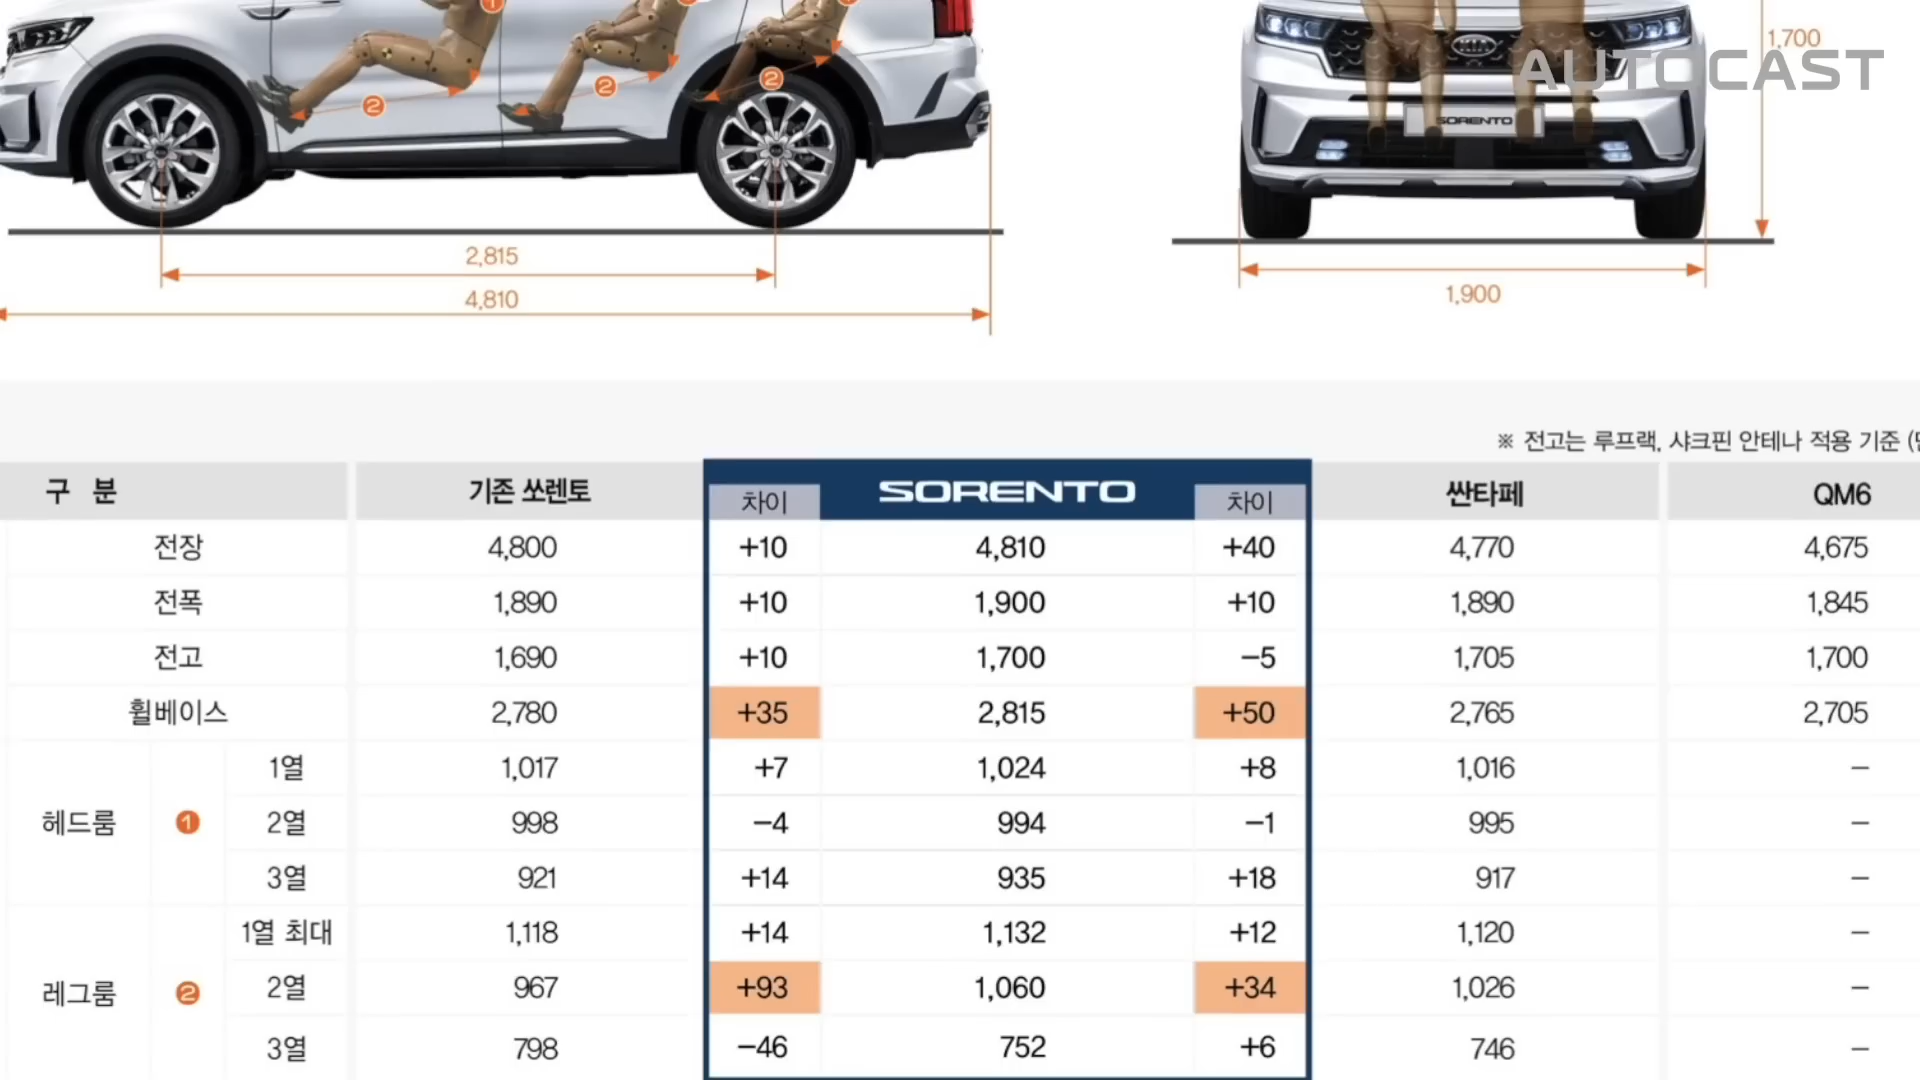 1
2
2
2
KIA
SORENTO
1,700
AUTOCAST
2,815
4,810
1,900
※ 전고는 루프랙, 샤크핀 안테나 적용 기준
구 분 기존 쏘렌토 차이 SORENTO 차이 싼타페 QM6
전장 4,800 +10 4,810 +40 4,770 4,675
전폭 1,890 +10 1,900 +10 1,890 1,845
전고 1,690 +10 1,700 −5 1,705 1,700
휠베이스 2,780 +35 2,815 +50 2,765 2,705
헤드룸 1 1열 1,017 +7 1,024 +8 1,016 –
2열 998 −4 994 −1 995 –
3열 921 +14 935 +18 917 –
레그룸 2 1열 최대 1,118 +14 1,132 +12 1,120 –
2열 967 +93 1,060 +34 1,026 –
3열 798 −46 752 +6 746 –